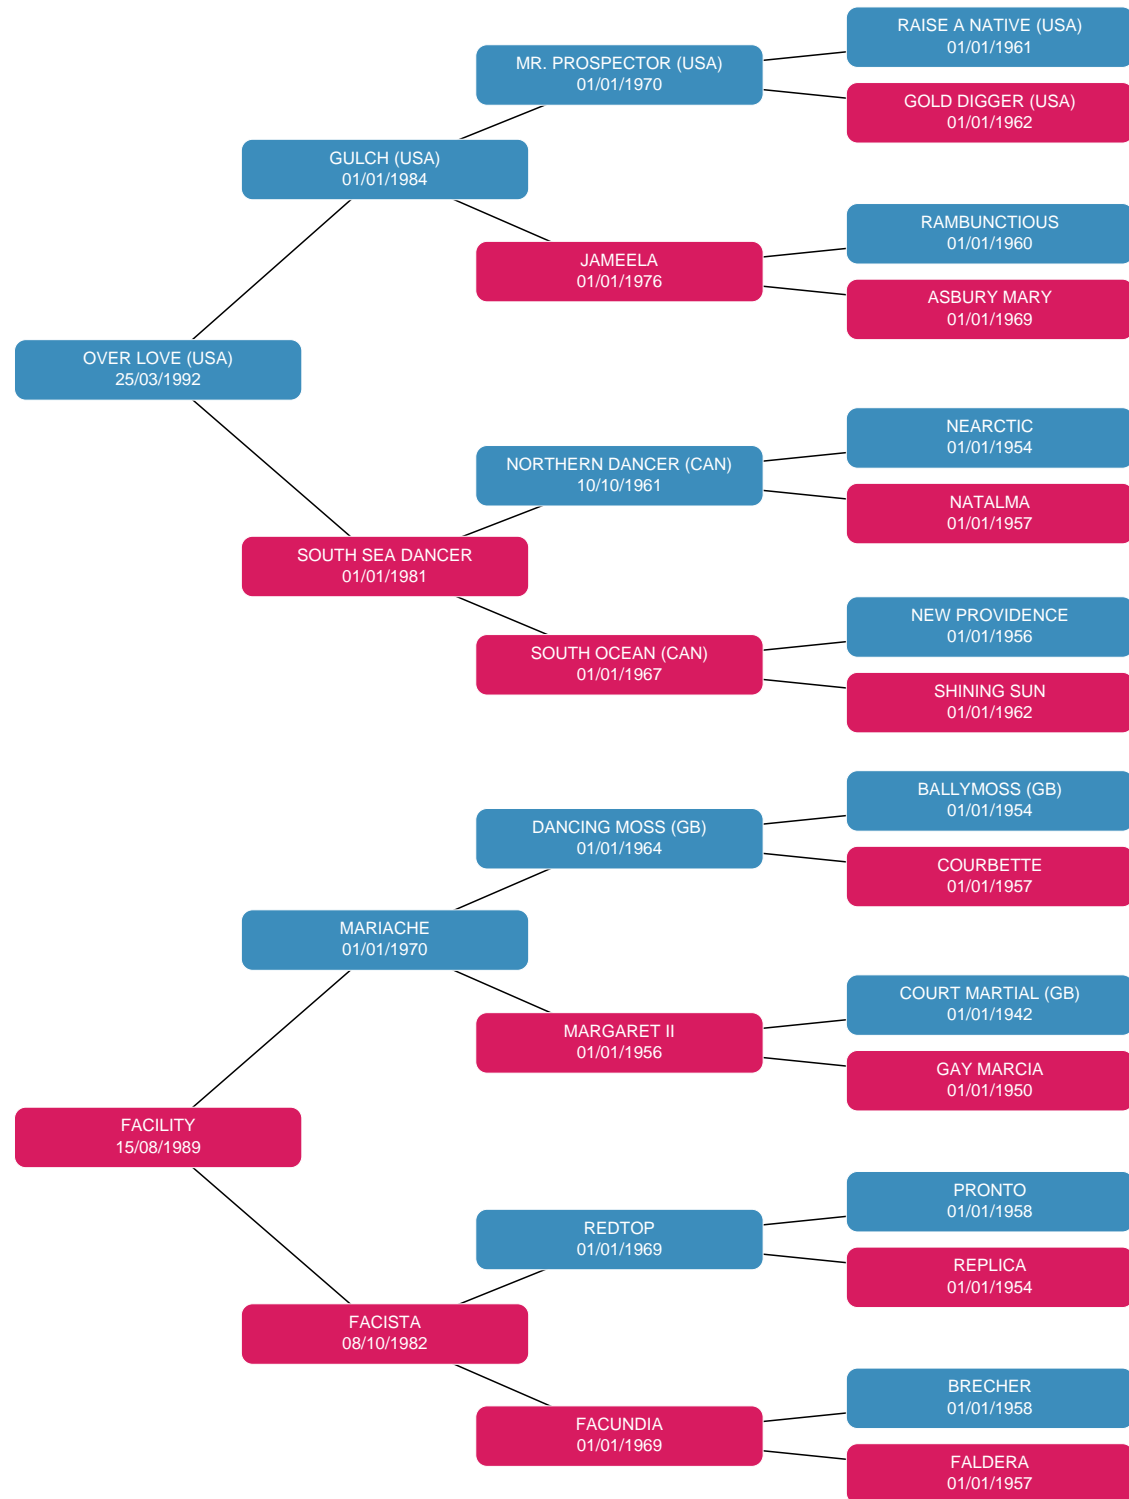 RAISE A NATIVE (USA)
01/01/1961
MR. PROSPECTOR (USA)
01/01/1970
GOLD DIGGER (USA)
01/01/1962
GULCH (USA)
01/01/1984
RAMBUNCTIOUS
01/01/1960
JAMEELA
01/01/1976
ASBURY MARY
01/01/1969
OVER LOVE (USA)
25/03/1992
NEARCTIC
01/01/1954
NORTHERN DANCER (CAN)
10/10/1961
NATALMA
01/01/1957
SOUTH SEA DANCER
01/01/1981
NEW PROVIDENCE
01/01/1956
SOUTH OCEAN (CAN)
01/01/1967
SHINING SUN
01/01/1962
BALLYMOSS (GB)
01/01/1954
DANCING MOSS (GB)
01/01/1964
COURBETTE
01/01/1957
MARIACHE
01/01/1970
COURT MARTIAL (GB)
01/01/1942
MARGARET II
01/01/1956
GAY MARCIA
01/01/1950
FACILITY
15/08/1989
PRONTO
01/01/1958
REDTOP
01/01/1969
REPLICA
01/01/1954
FACISTA
08/10/1982
BRECHER
01/01/1958
FACUNDIA
01/01/1969
FALDERA
01/01/1957